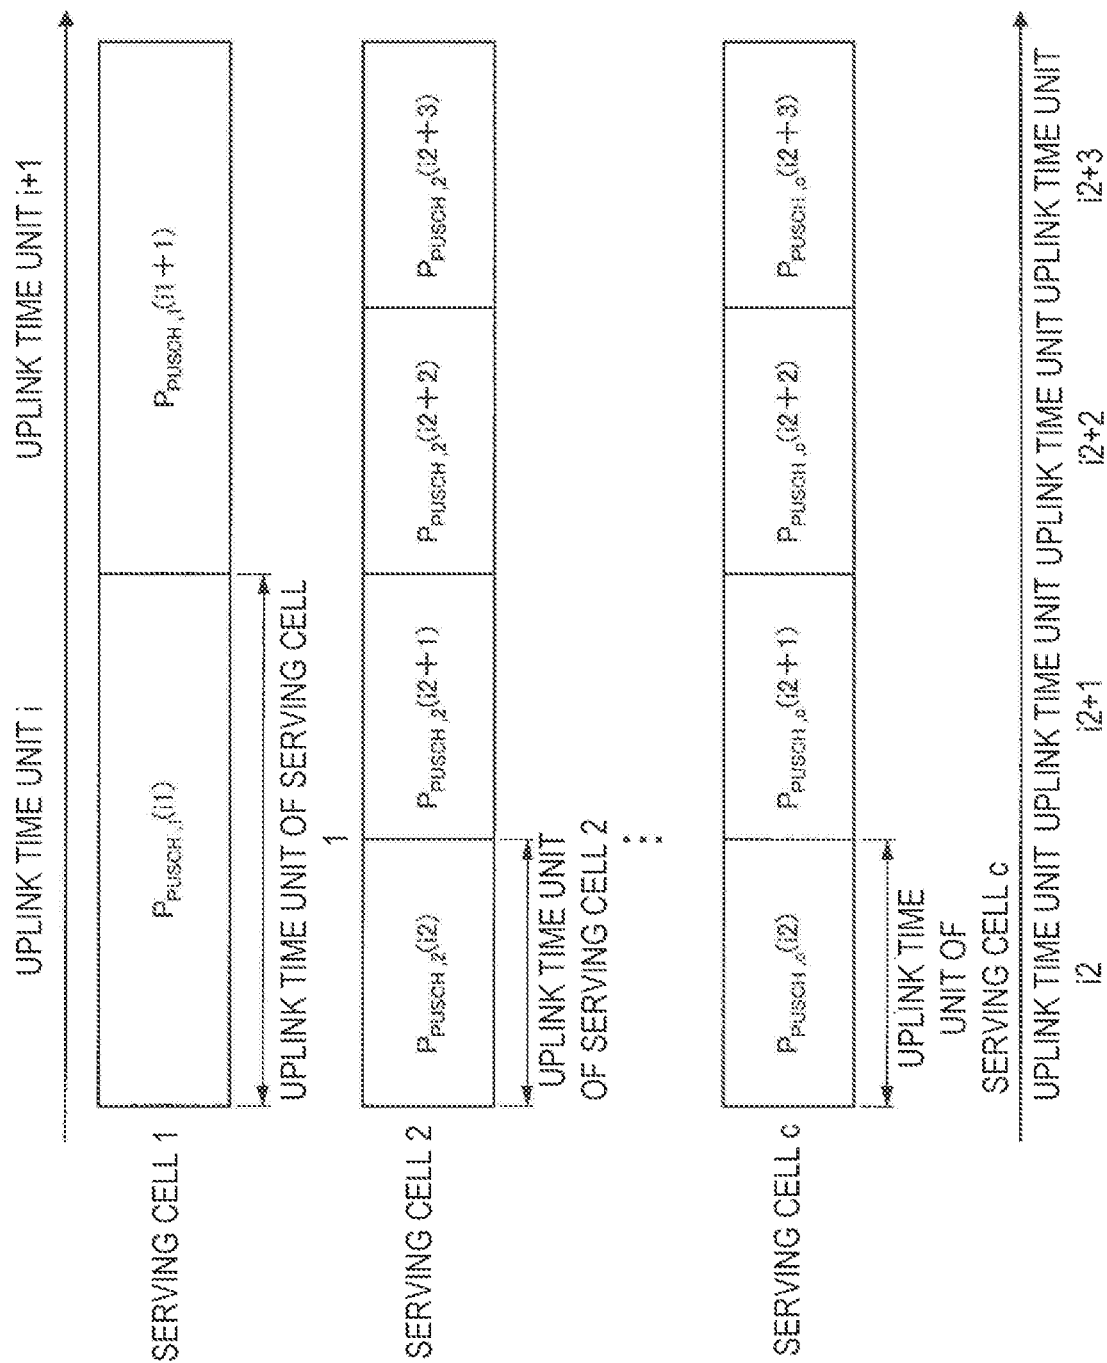 UPLINK TIME UNIT i
UPLINK TIME UNIT i+1
SERVING CELL 1
P_PUSCH,1(i1)
P_PUSCH,1(i1+1)
UPLINK TIME UNIT OF SERVING CELL
1
SERVING CELL 2
P_PUSCH,2(i2)
P_PUSCH,2(i2+1)
P_PUSCH,2(i2+2)
P_PUSCH,2(i2+3)
UPLINK TIME UNIT
OF SERVING CELL 2
SERVING CELL c
P_PUSCH,c(i2)
P_PUSCH,c(i2+1)
P_PUSCH,c(i2+2)
P_PUSCH,c(i2+3)
UPLINK TIME
UNIT OF
SERVING CELL c
UPLINK TIME UNIT UPLINK TIME UNIT UPLINK TIME UNIT UPLINK TIME UNIT
i2 i2+1 i2+2 i2+3